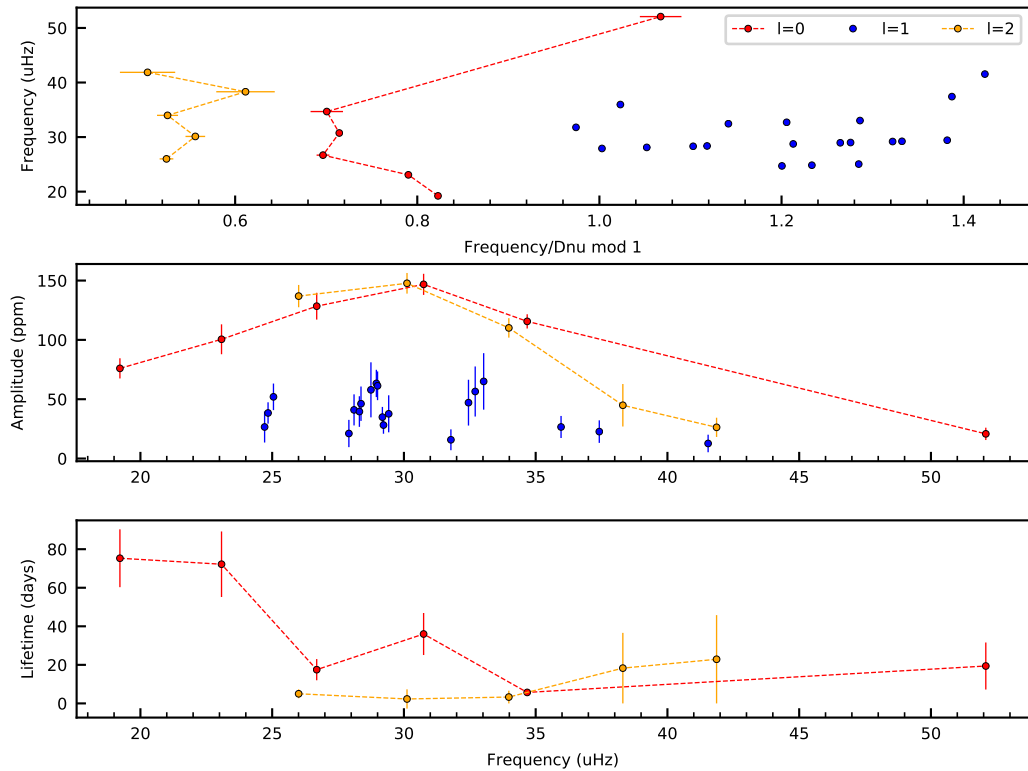 50
40
30
20
Frequency (uHz)
l=0 l=1 l=2
0.6 0.8 1.0 1.2 1.4
Frequency/Dnu mod 1
150
100
50
0
Amplitude (ppm)
20 25 30 35 40 45 50
80
60
40
20
0
Lifetime (days)
20 25 30 35 40 45 50
Frequency (uHz)